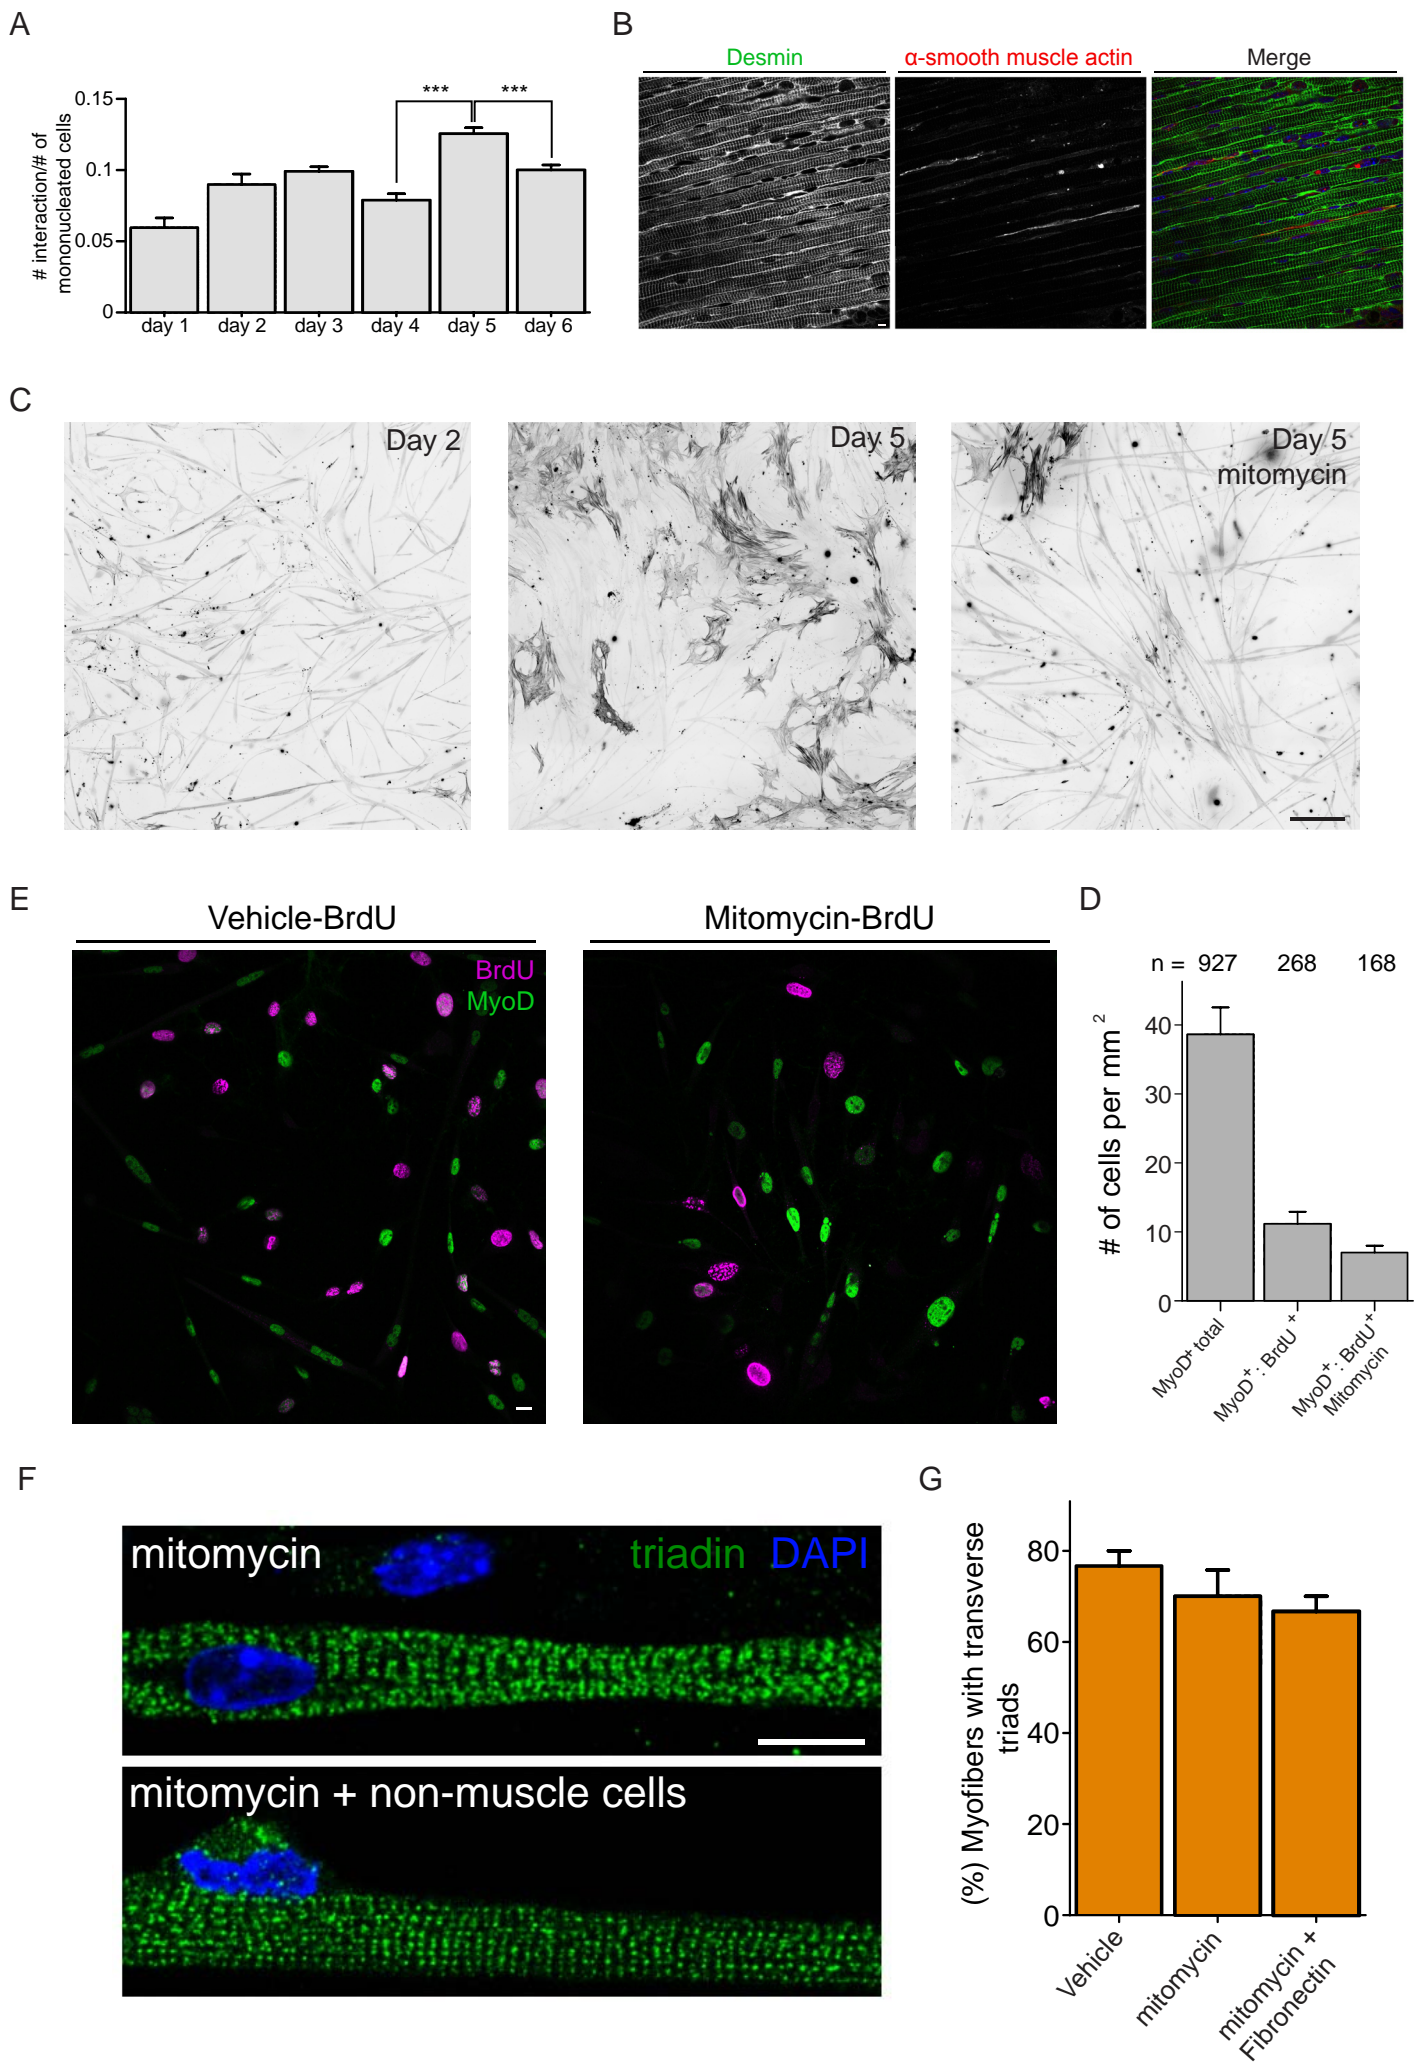 A
0.15
0.1
0.05
0
# interaction/# of
mononucleated cells
***
***
day 1
day 2
day 3
day 4
day 5
day 6
B
Desmin
α-smooth muscle actin
Merge
C
Day 2
Day 5
Day 5
mitomycin
E
Vehicle-BrdU
Mitomycin-BrdU
BrdU
MyoD
D
n = 927 268 168
# of cells per mm 2
40
30
20
10
0
MyoD+ total
MyoD+: BrdU +
MyoD+: BrdU+
Mitomycin
F
mitomycin
triadin DAPI
mitomycin + non-muscle cells
G
(%) Myofibers with transverse
triads
80
60
40
20
0
Vehicle
mitomycin
mitomycin +
Fibronectin